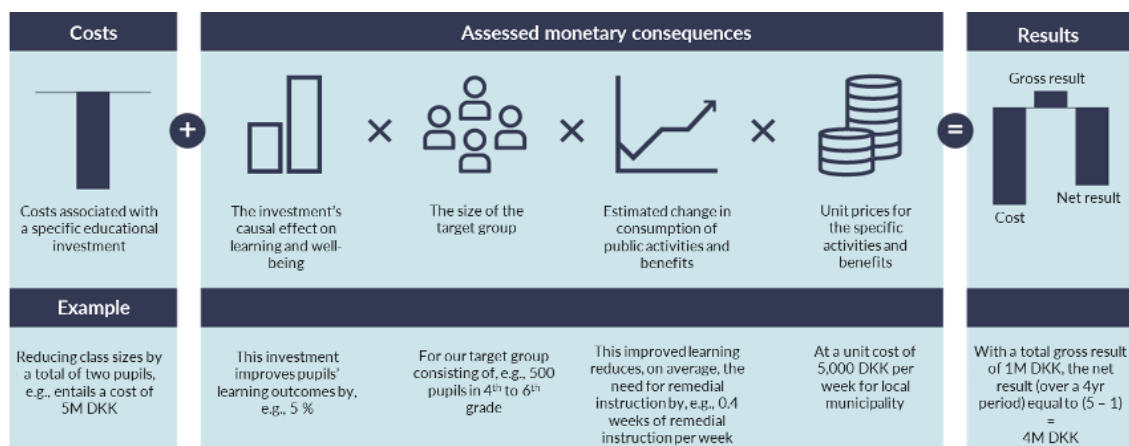 Costs
Assessed monetary consequences
Results
Gross result
Net result
Cost
+
×
×
×
=
Costs associated with
a specific educational
investment
The investment's
causal effect on
learning and well-
being
The size of the
target group
Estimated change in
consumption of
public activities and
benefits
Unit prices for
the specific
activities and
benefits
Example
Reducing class sizes by
a total of two pupils,
e.g., entails a cost of
5M DKK
This investment
improves pupils'
learning outcomes by,
e.g., 5 %
For our target group
consisting of, e.g., 500
pupils in 4th to 6th
grade
This improved learning
reduces, on average, the
need for remedial
instruction by, e.g., 0.4
weeks of remedial
instruction per week
At a unit cost of
5,000 DKK per
week for local
municipality
With a total gross result
of 1M DKK, the net
result (over a 4yr
period) equal to (5 – 1)
=
4M DKK